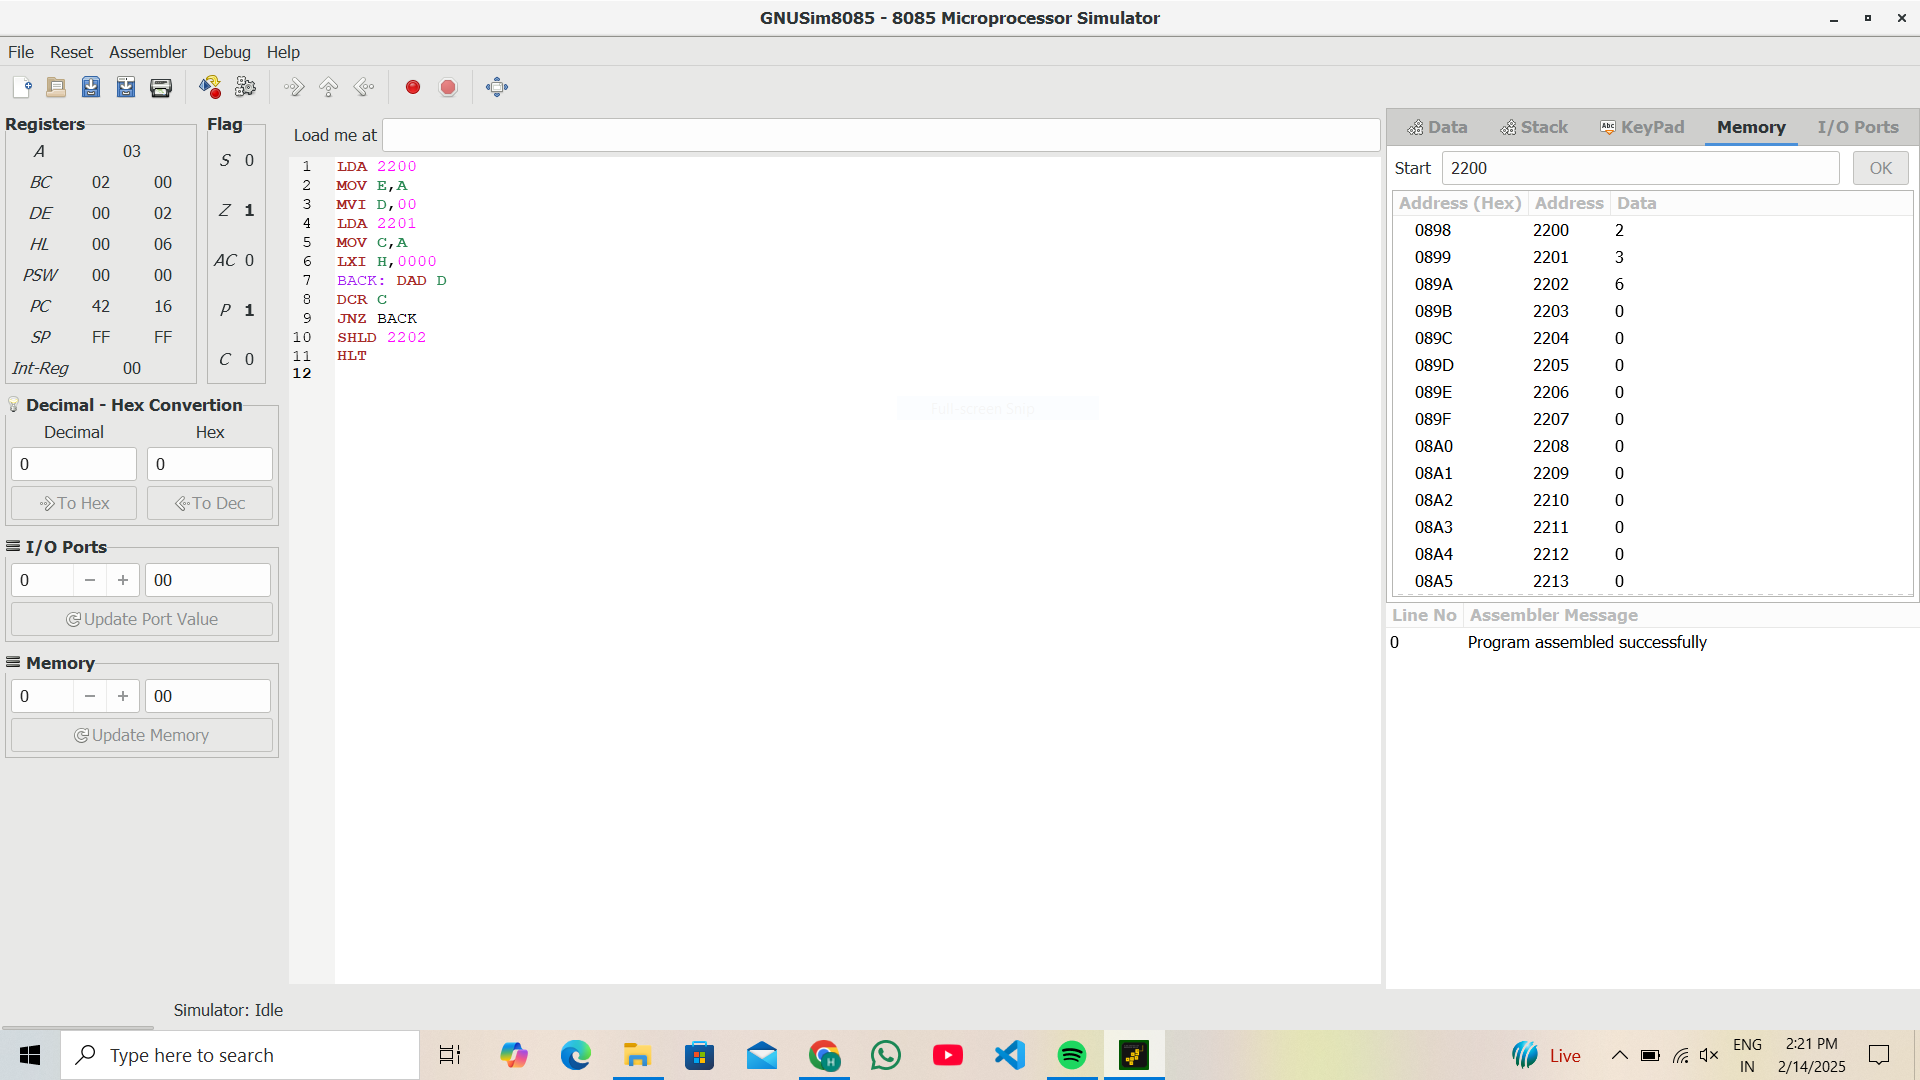 GNUSim8085 - 8085 Microprocessor Simulator
File Reset Assembler Debug Help
Registers
A 03
BC 02 00
DE 00 02
HL 00 06
PSW 00 00
PC 42 16
SP FF FF
Int-Reg 00
Flag
S 0
Z 1
AC 0
P 1
C 0
Decimal - Hex Convertion
Decimal Hex
0 0
To Hex To Dec
I/O Ports
0 00
Update Port Value
Memory
0 00
Update Memory
Load me at
1 LDA 2200
2 MOV E,A
3 MVI D,00
4 LDA 2201
5 MOV C,A
6 LXI H,0000
7 BACK: DAD D
8 DCR C
9 JNZ BACK
10 SHLD 2202
11 HLT
12
Full-screen Snip
Data Stack Abc KeyPad Memory I/O Ports
Start 2200 OK
Address (Hex) Address Data
0898 2200 2
0899 2201 3
089A 2202 6
089B 2203 0
089C 2204 0
089D 2205 0
089E 2206 0
089F 2207 0
08A0 2208 0
08A1 2209 0
08A2 2210 0
08A3 2211 0
08A4 2212 0
08A5 2213 0
Line No Assembler Message
0 Program assembled successfully
Simulator: Idle
Type here to search
H
Live
ENG
IN
2:21 PM
2/14/2025